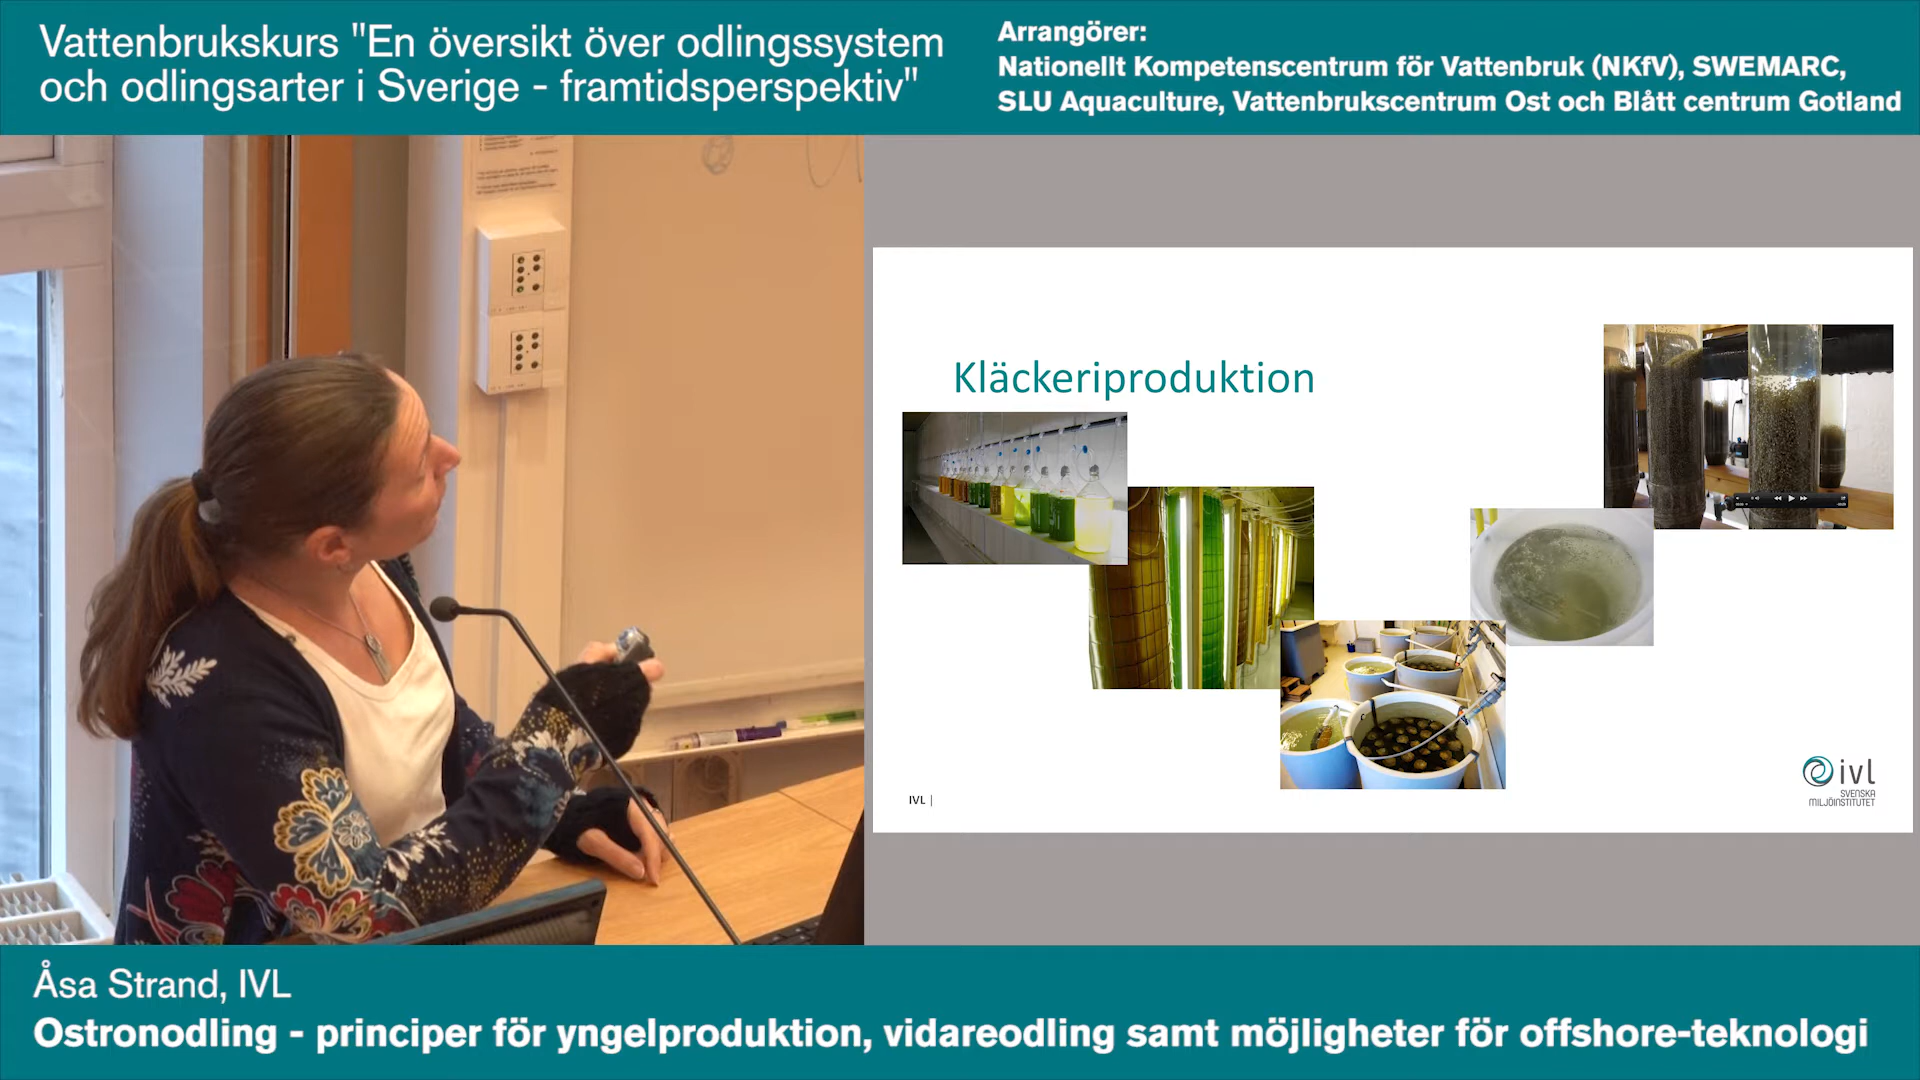 Vattenbrukskurs "En översikt över odlingssystem
och odlingsarter i Sverige - framtidsperspektiv"
Arrangörer:
Nationellt Kompetenscentrum för Vattenbruk (NKfV), SWEMARC,
SLU Aquaculture, Vattenbrukscentrum Ost och Blått centrum Gotland
Kläckeriproduktion
IVL |
ivl
SVENSKA
MILJÖINSTITUTET
Åsa Strand, IVL
Ostronodling - principer för yngelproduktion, vidareodling samt möjligheter för offshore-teknologi